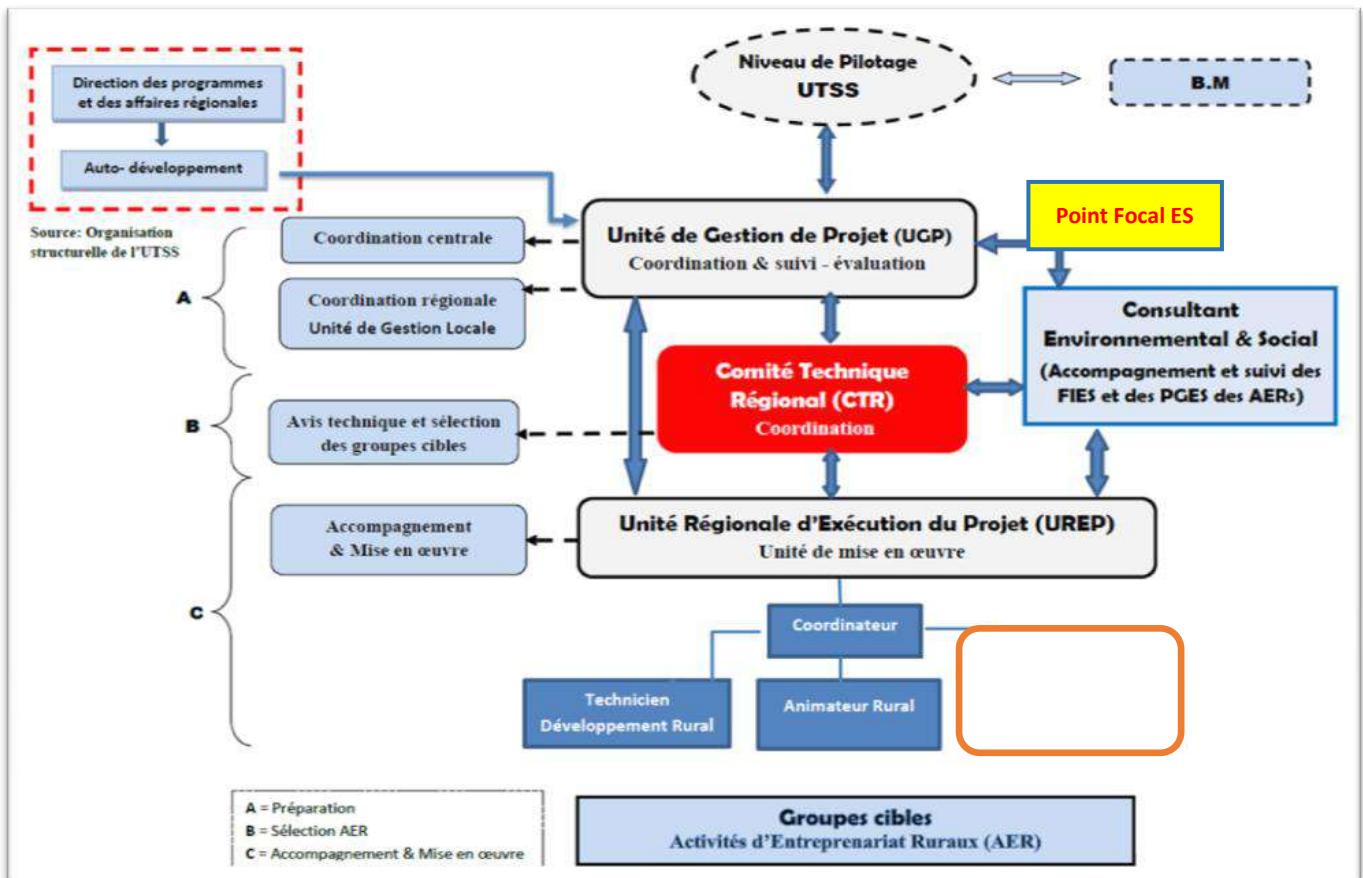 Direction des programmes
et des affaires régionales
Auto- développement
Source: Organisation
structurelle de l'UTSS
Niveau de Pilotage
UTSS
B.M
Point Focal ES
Unité de Gestion de Projet (UGP)
Coordination & suivi - évaluation
Coordination centrale
Coordination régionale
Unité de Gestion Locale
A
Consultant
Environnemental & Social
(Accompagnement et suivi des
FIES et des PGES des AERs)
Comité Technique
Régional (CTR)
Coordination
B
Avis technique et sélection
des groupes cibles
Unité Régionale d'Exécution du Projet (UREP)
Unité de mise en œuvre
Accompagnement
& Mise en œuvre
C
Coordinateur
Technicien
Développement Rural
Animateur Rural
A = Préparation
B = Sélection AER
C = Accompagnement & Mise en œuvre
Groupes cibles
Activités d'Entreprenariat Ruraux (AER)